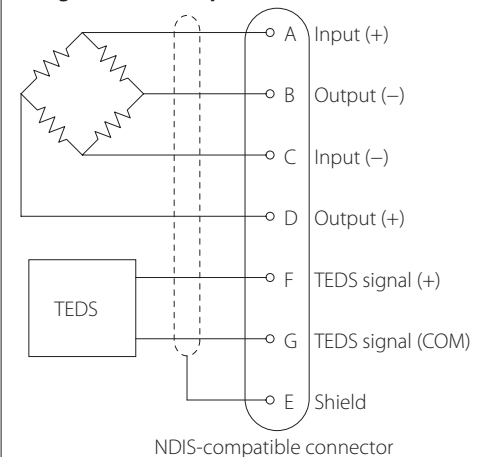 A Input (+)
B Output (−)
C Input (−)
D Output (+)
F TEDS signal (+)
TEDS
G TEDS signal (COM)
E Shield
NDIS-compatible connector